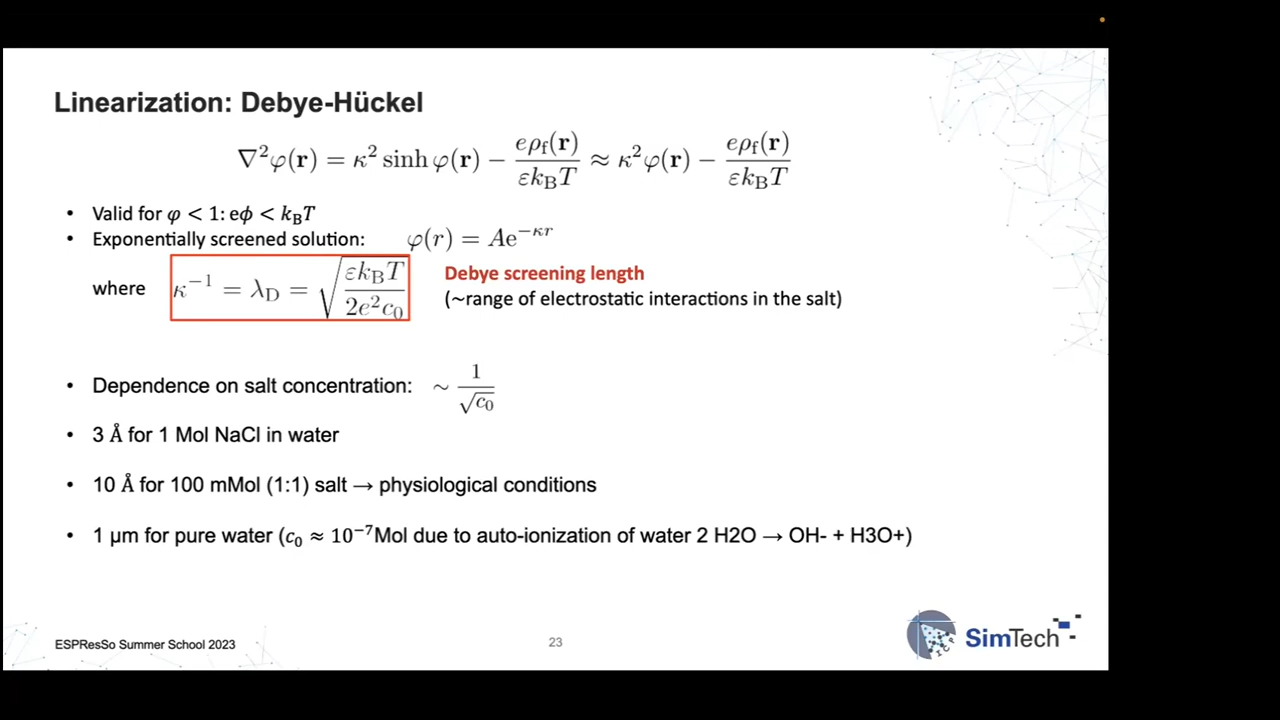 Linearization: Debye-Hückel
∇²φ(r) = κ² sinh φ(r) − eρf(r)/εkBT ≈ κ²φ(r) − eρf(r)/εkBT
• Valid for φ < 1: eϕ < kBT
• Exponentially screened solution: φ(r) = Ae^−κr
where κ⁻¹ = λD = √(εkBT/2e²c₀) Debye screening length
(~range of electrostatic interactions in the salt)
• Dependence on salt concentration: ∼ 1/√c₀
• 3 Å for 1 Mol NaCl in water
• 10 Å for 100 mMol (1:1) salt → physiological conditions
• 1 μm for pure water (c₀ ≈ 10⁻⁷Mol due to auto-ionization of water 2 H2O → OH- + H3O+)
ESPResSo Summer School 2023
23
ICP
SimTech